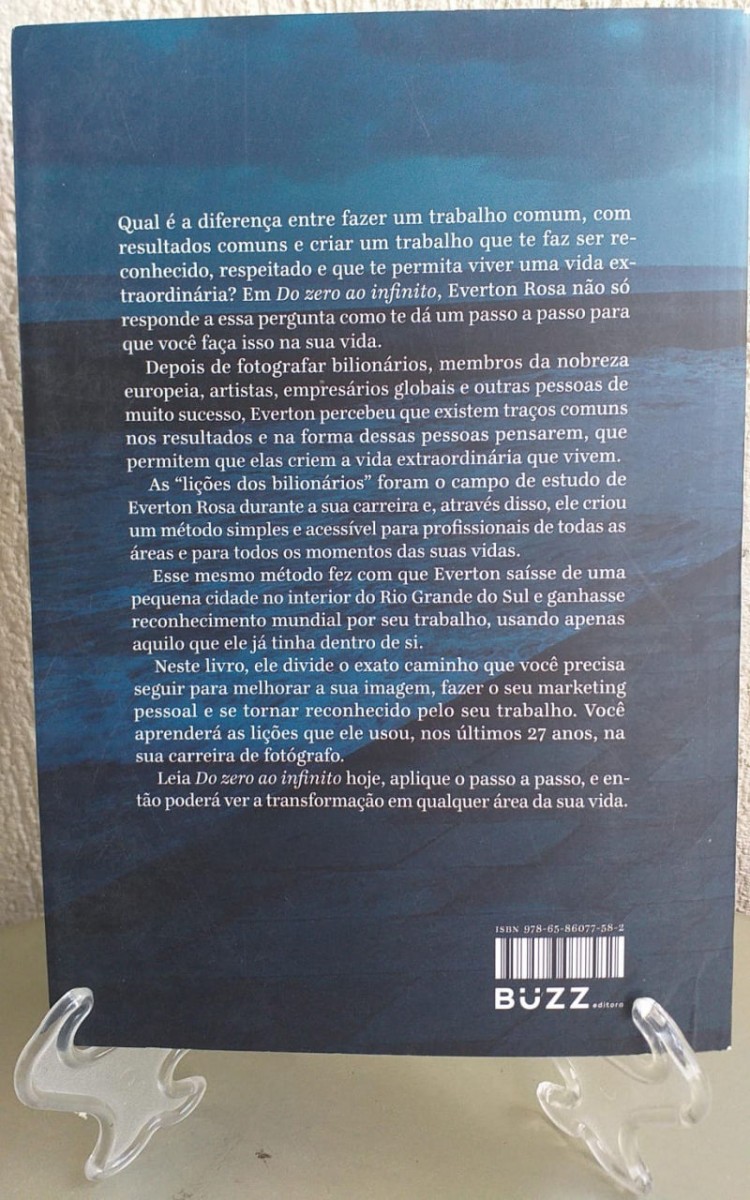 Qual é a diferença entre fazer um trabalho comum, com
resultados comuns e criar um trabalho que te faz ser re-
conhecido, respeitado e que te permita viver uma vida ex-
traordinária? Em Do zero ao infinito, Everton Rosa não só
responde a essa pergunta como te dá um passo a passo para
que você faça isso na sua vida.
Depois de fotografar bilionários, membros da nobreza
europeia, artistas, empresários globais e outras pessoas de
muito sucesso, Everton percebeu que existem traços comuns
nos resultados e na forma dessas pessoas pensarem, que
permitem que elas criem a vida extraordinária que vivem.
As “lições dos bilionários” foram o campo de estudo de
Everton Rosa durante a sua carreira e, através disso, ele criou
um método simples e acessível para profissionais de todas as
áreas e para todos os momentos das suas vidas.
Esse mesmo método fez com que Everton saísse de uma
pequena cidade no interior do Rio Grande do Sul e ganhasse
reconhecimento mundial por seu trabalho, usando apenas
aquilo que ele já tinha dentro de si.
Neste livro, ele divide o exato caminho que você precisa
seguir para melhorar a sua imagem, fazer o seu marketing
pessoal e se tornar reconhecido pelo seu trabalho. Você
aprenderá as lições que ele usou, nos últimos 27 anos, na
sua carreira de fotógrafo.
Leia Do zero ao infinito hoje, aplique o passo a passo, e en-
tão poderá ver a transformação em qualquer área da sua vida.
ISBN 978-65-86077-58-2
BUZZ editora